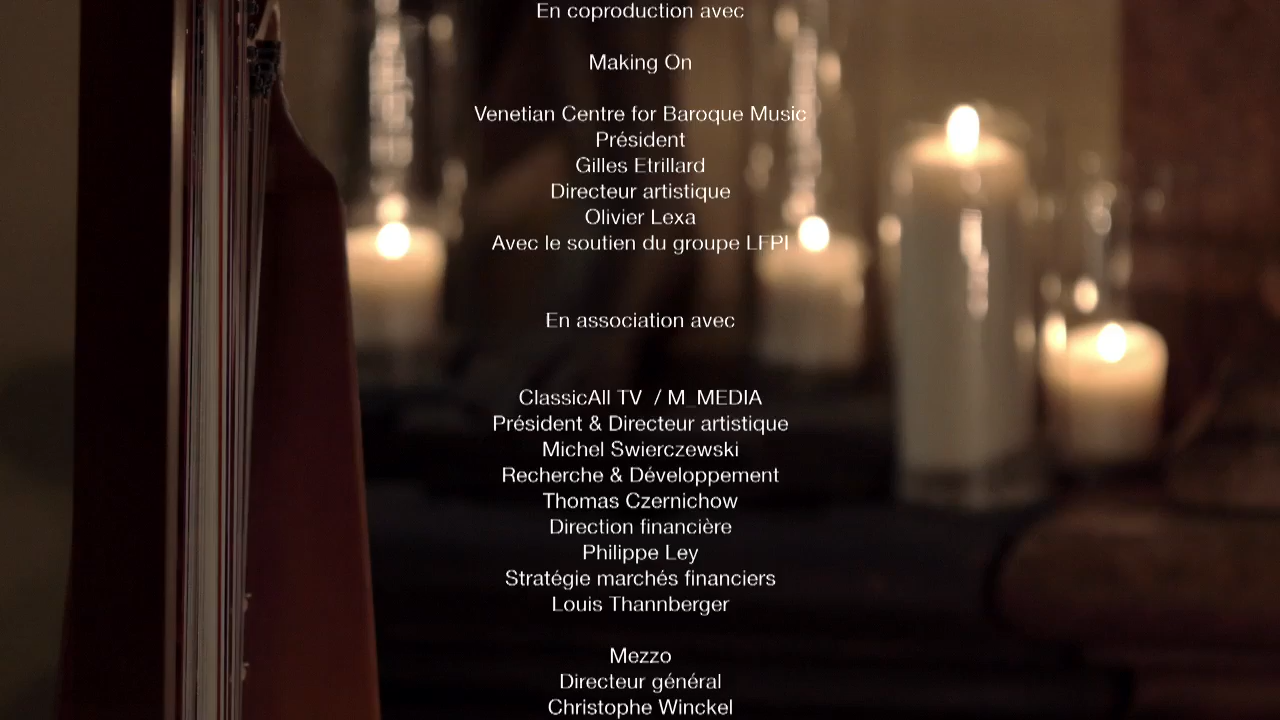 En coproduction avec
Making On
Venetian Centre for Baroque Music
Président
Gilles Etrillard
Directeur artistique
Olivier Lexa
Avec le soutien du groupe LFPI
En association avec
ClassicAll TV / M_MEDIA
Président & Directeur artistique
Michel Swierczewski
Recherche & Développement
Thomas Czernichow
Direction financière
Philippe Ley
Stratégie marchés financiers
Louis Thannberger
Mezzo
Directeur général
Christophe Winckel